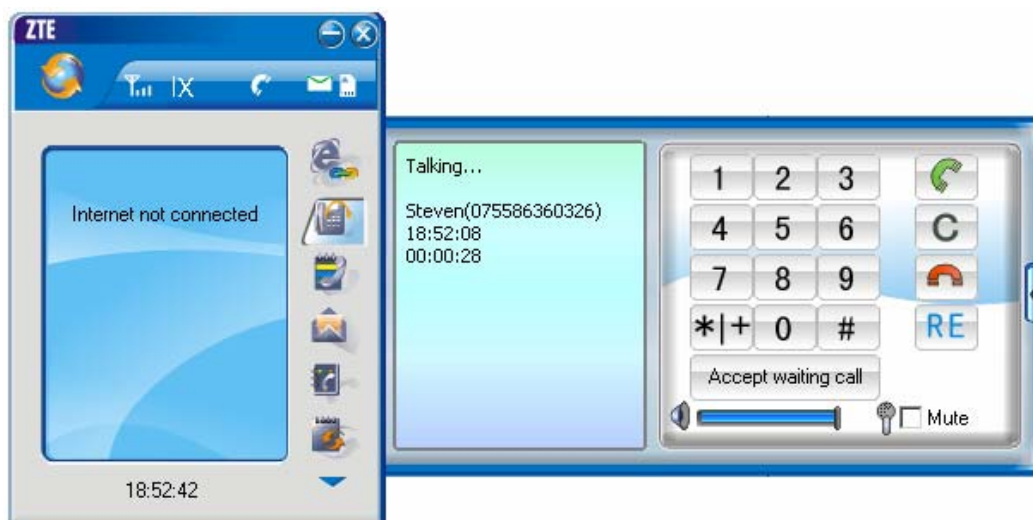 ZTE
1X
Internet not connected
18:52:42
Talking...
Steven(075586360326)
18:52:08
00:00:28
1 2 3
4 5 6 C
7 8 9
*|+ 0 # RE
Accept waiting call
Mute